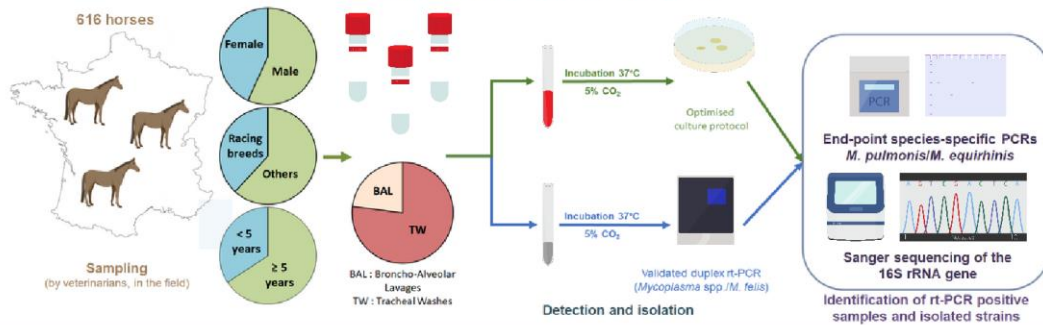 616 horses
Sampling
(by veterinarians, in the field)
Female
Male
Racing
breeds
Others
< 5
years
≥ 5
years
BAL
TW
BAL : Broncho-Alveolar
Lavages
TW : Tracheal Washes
Incubation 37°C
5% CO₂
Optimised
culture protocol
Incubation 37°C
5% CO₂
Validated duplex rt-PCR
(Mycoplasma spp./M. felis)
Detection and isolation
PCR
End-point species-specific PCRs
M. pulmonis/M. equirhinis
A G T C G A C T C A
Sanger sequencing of the
16S rRNA gene
Identification of rt-PCR positive
samples and isolated strains